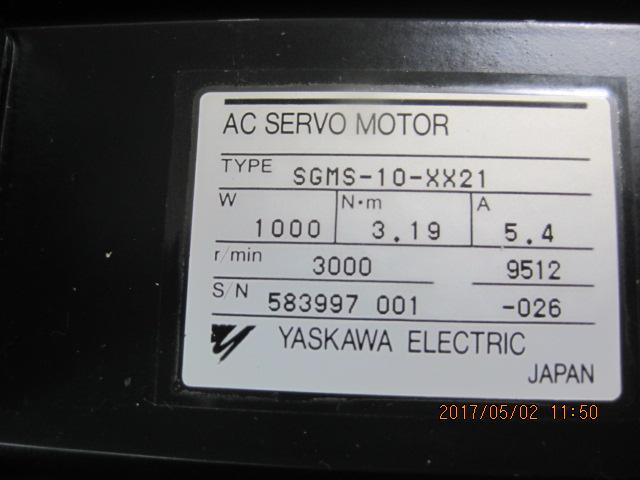 AC SERVO MOTOR
TYPE SGMS-10-XX21
W 1000 N·m 3.19 A 5.4
r/min 3000 9512
S/N 583997 001 -026
YASKAWA ELECTRIC
JAPAN
2017/05/02 11:50